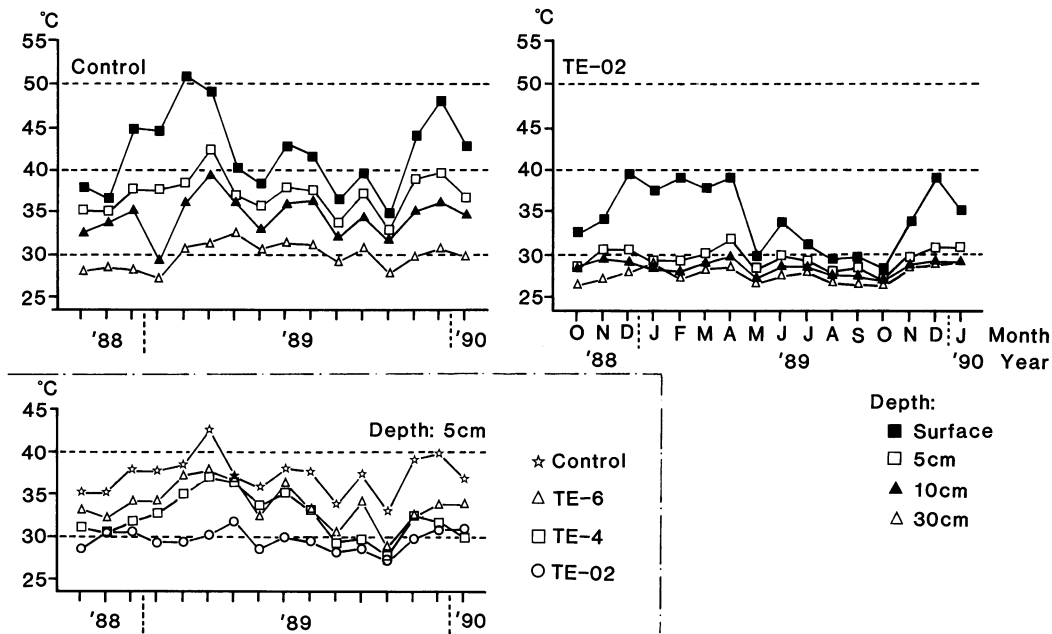 °C
55
50
45
40
35
30
25
Control
'88
'89
'90
°C
55
50
45
40
35
30
25
TE-02
O N D J F M A M J J A S O N D J Month
'88 '89 '90 Year
°C
45
40
35
30
25
Depth: 5cm
'88
'89
'90
☆ Control
△ TE-6
□ TE-4
○ TE-02
Depth:
■ Surface
□ 5cm
▲ 10cm
△ 30cm